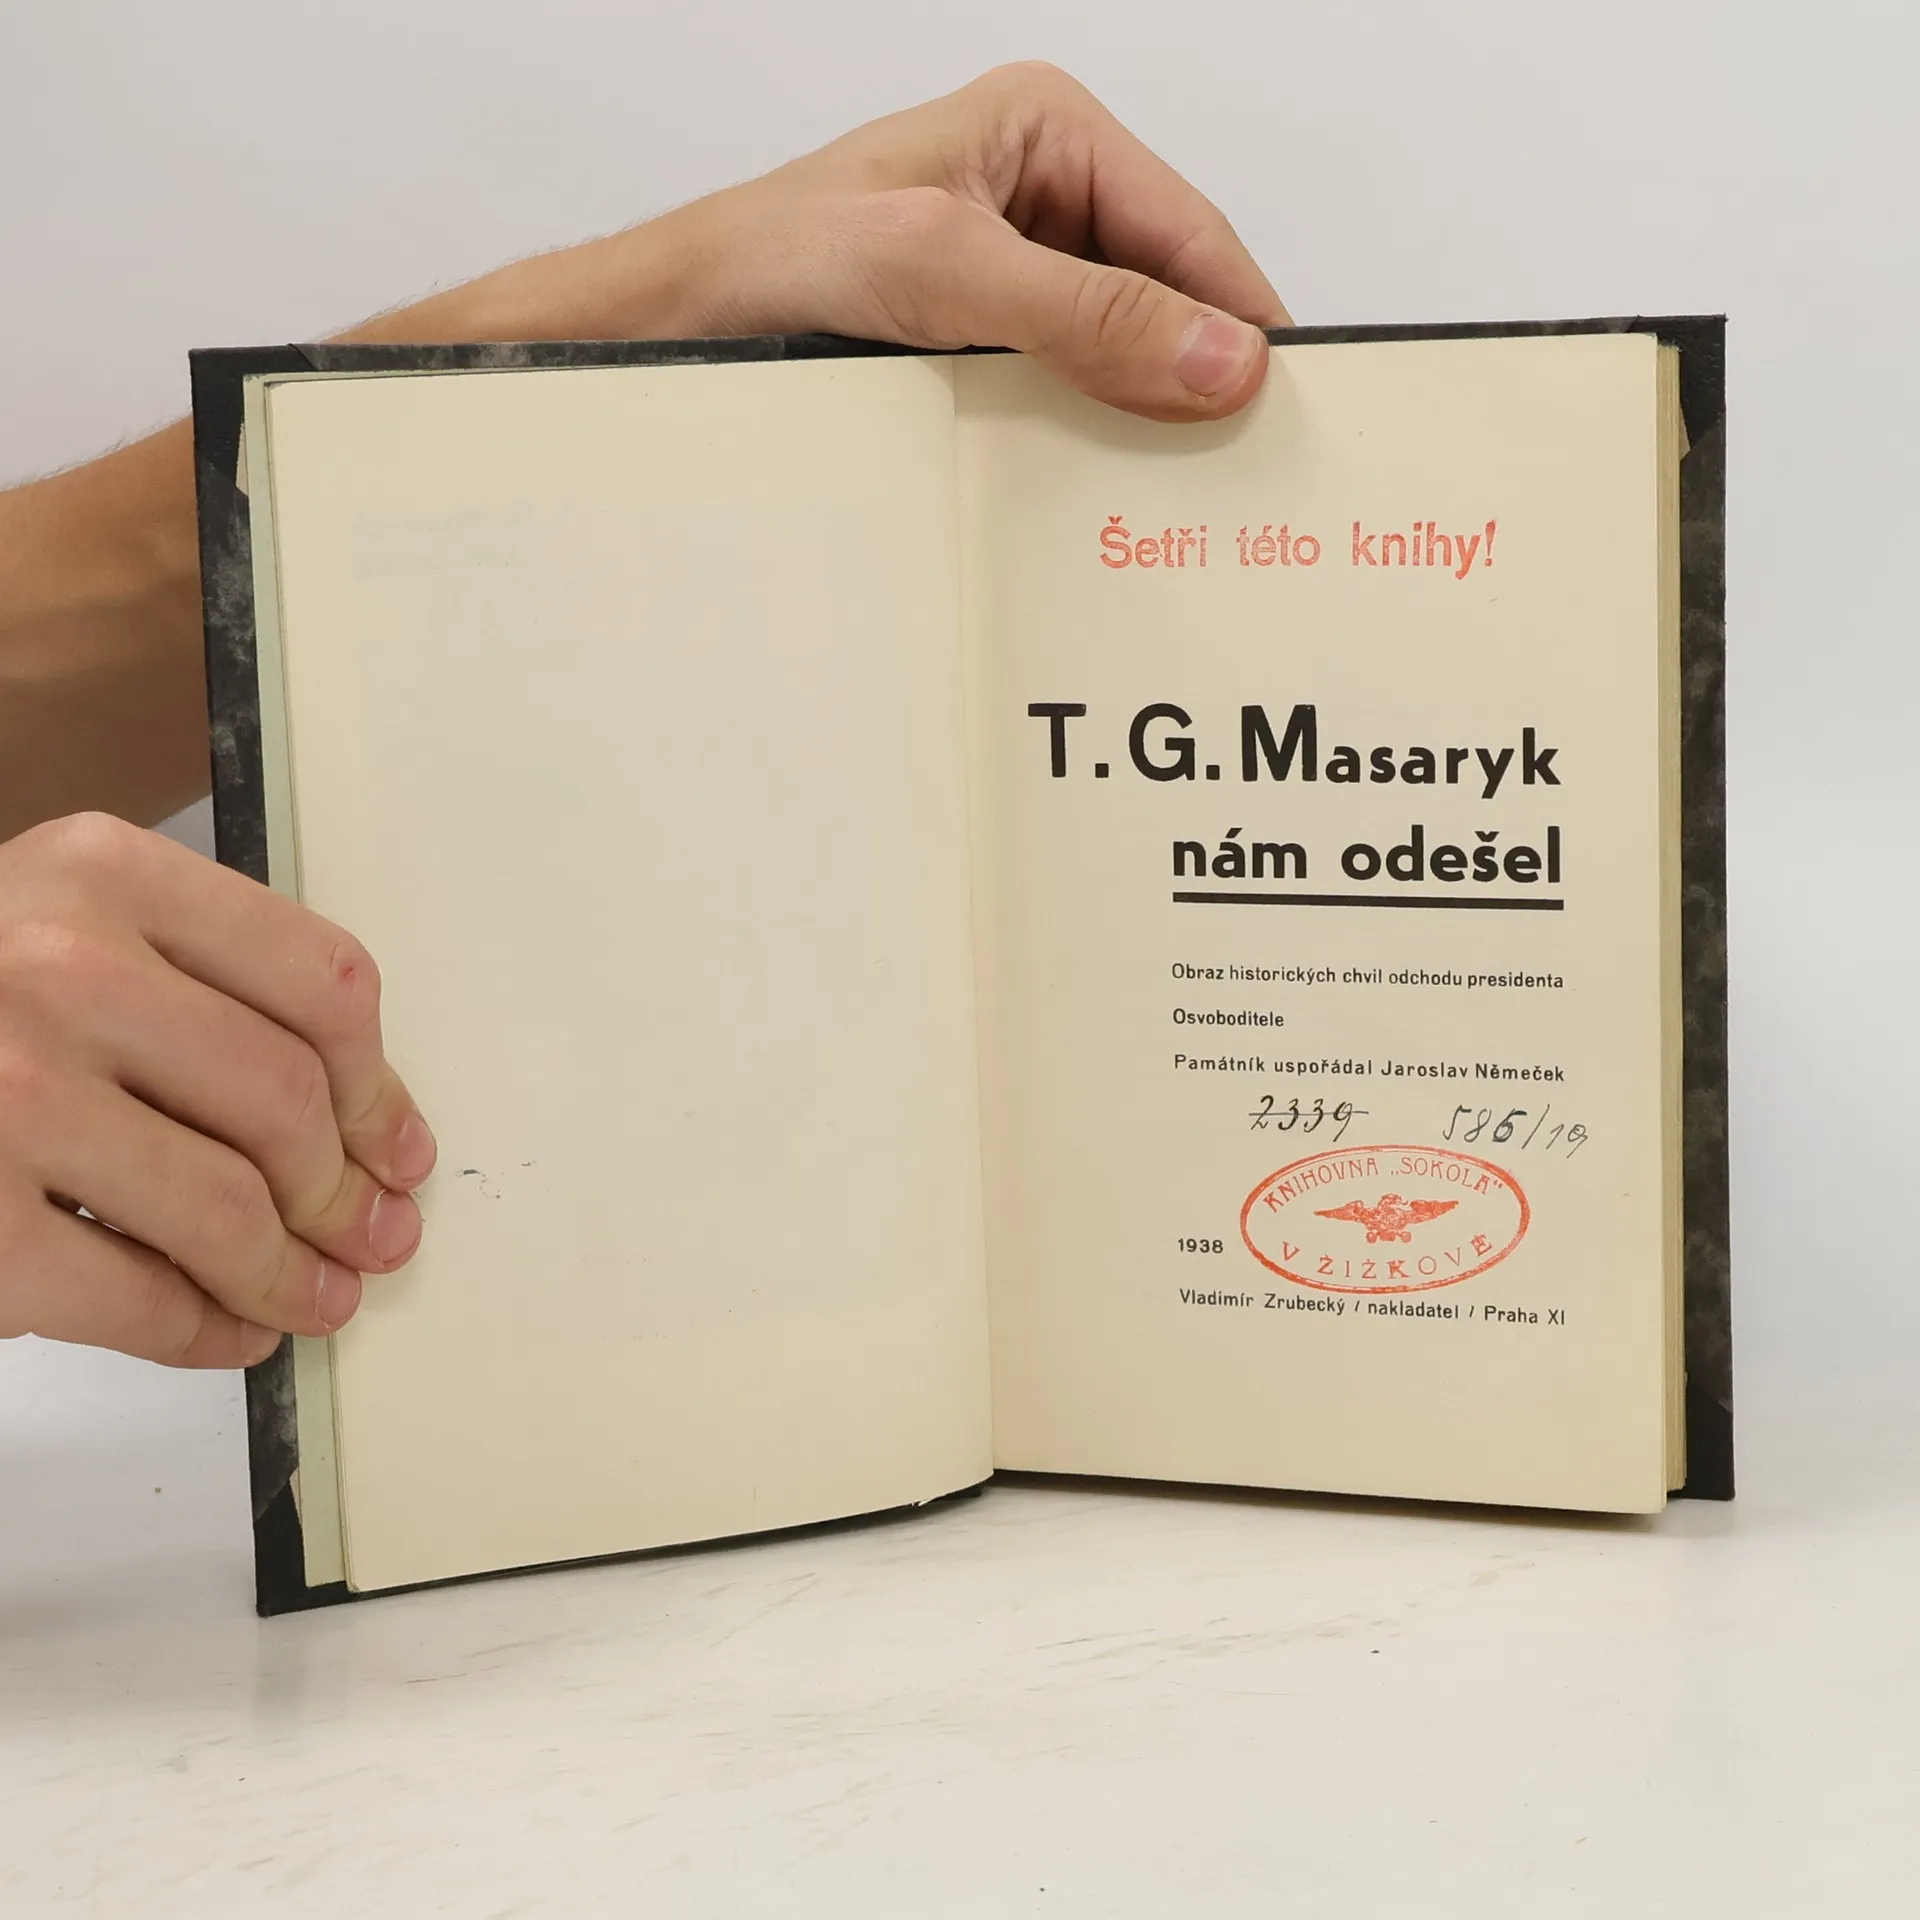 Šetři této knihy!
T. G. Masaryk
nám odešel
Obraz historických chvil odchodu presidenta
Osvoboditele
Památník uspořádal Jaroslav Němeček
2339 586/19
KNIHOVNA „SOKOLA“
V ŽIŽKOVĚ
1938
Vladimír Zrubecký / nakladatel / Praha XI